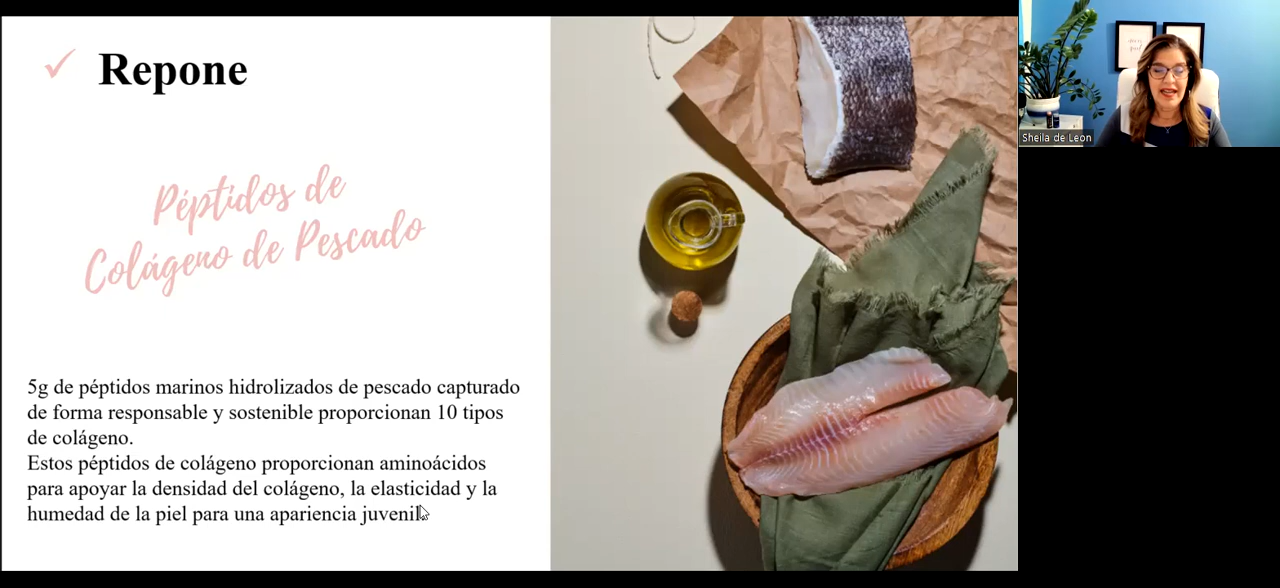 Repone
Péptidos de
Colágeno de Pescado
5g de péptidos marinos hidrolizados de pescado capturado
de forma responsable y sostenible proporcionan 10 tipos
de colágeno.
Estos péptidos de colágeno proporcionan aminoácidos
para apoyar la densidad del colágeno, la elasticidad y la
humedad de la piel para una apariencia juvenil.
Sheila de Leon